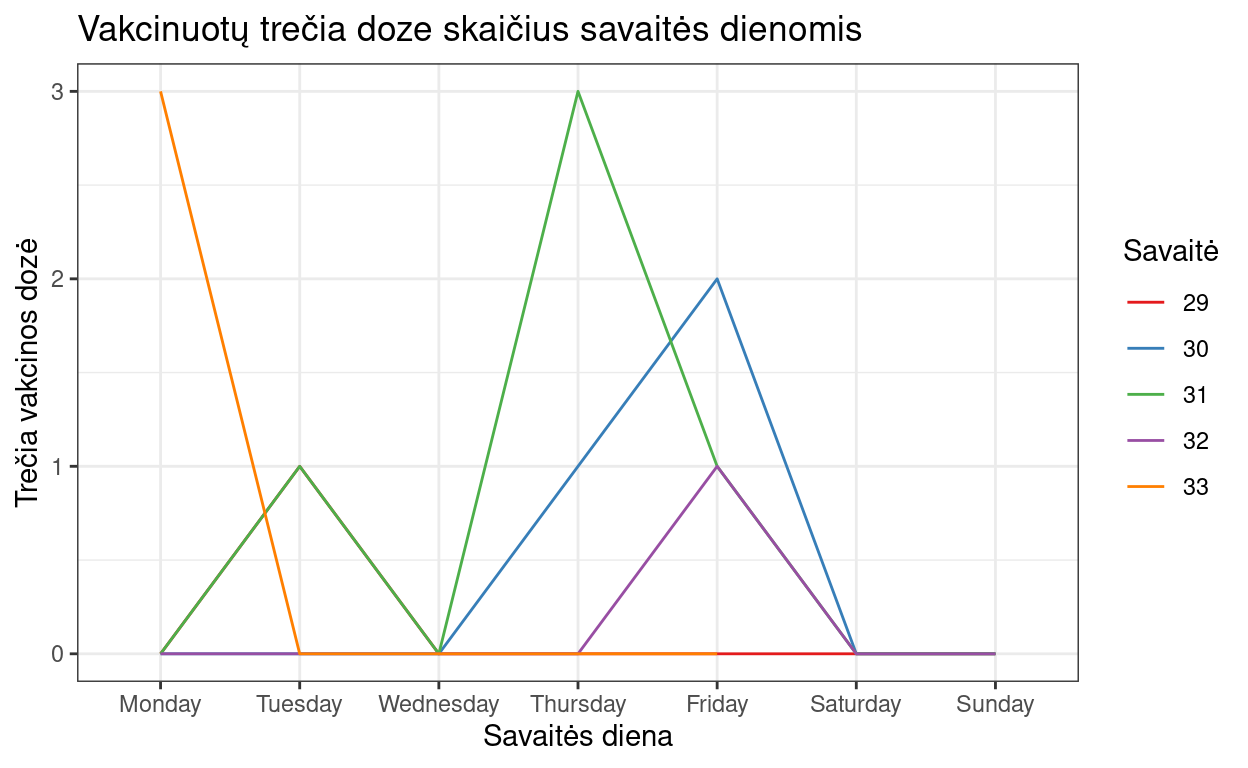 Vakcinuotų trečia doze skaičius savaitės dienomis
Trečia vakcinos dozė
3
2
1
0
Monday
Tuesday
Wednesday
Thursday
Friday
Saturday
Sunday
Savaitės diena
Savaitė
29
30
31
32
33